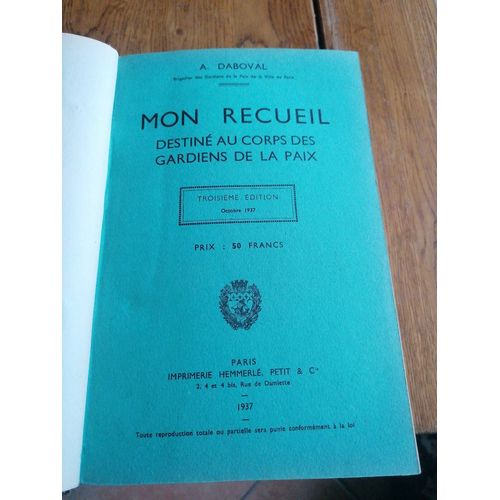 A. DABOVAL
Brigadier des Gardiens de la Paix de la Ville de Paris
MON RECUEIL
DESTINÉ AU CORPS DES
GARDIENS DE LA PAIX
TROISIÈME ÉDITION
Octobre 1937
PRIX : 50 FRANCS
PARIS
IMPRIMERIE HEMMERLÉ, PETIT & Cie
2, 4 et 4 bis, Rue de Damiette
1937
Toute reproduction totale ou partielle sera punie conformément à la loi